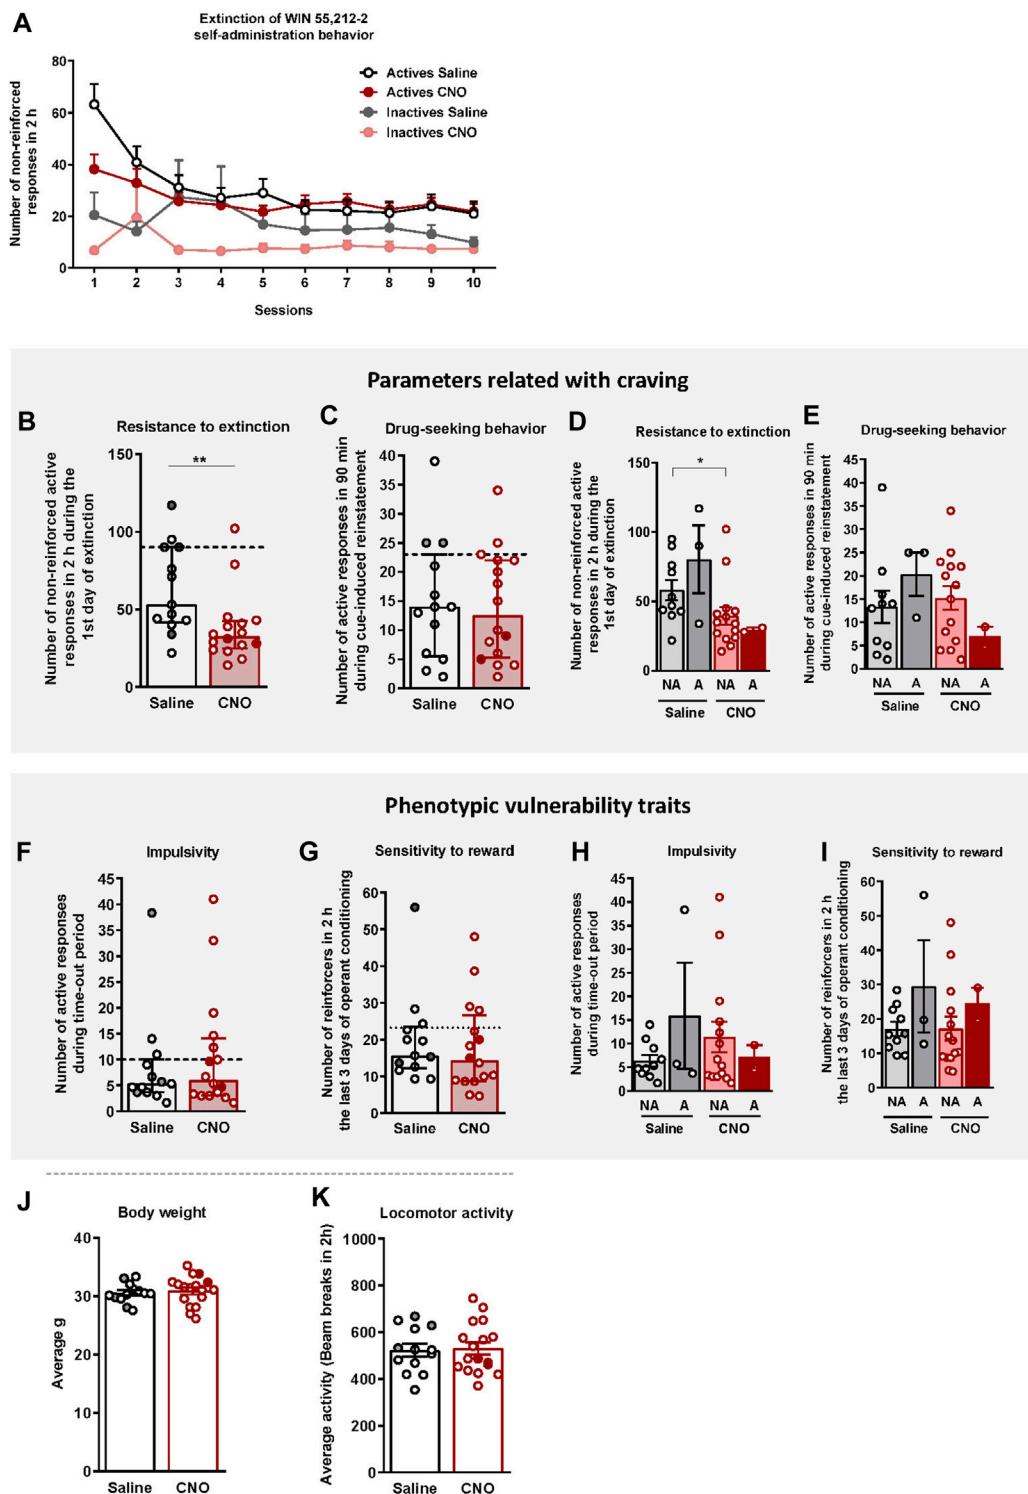 A
Extinction of WIN 55,212-2
self-administration behavior
Number of non-reinforced
responses in 2 h
80
60
40
20
0
Actives Saline
Actives CNO
Inactives Saline
Inactives CNO
1 2 3 4 5 6 7 8 9 10
Sessions
Parameters related with craving
B
Resistance to extinction
Number of non-reinforced active
responses in 2 h during the
1st day of extinction
150
100
50
0
**
Saline CNO
C
Drug-seeking behavior
Number of active responses in 90 min
during cue-induced reinstatement
40
35
30
25
20
15
10
5
0
Saline CNO
D
Resistance to extinction
Number of non-reinforced active
responses in 2 h during the
1st day of extinction
150
100
50
0
*
NA A NA A
Saline CNO
E
Drug-seeking behavior
Number of active responses in 90 min
during cue-induced reinstatement
45
40
35
30
25
20
15
10
5
0
NA A NA A
Saline CNO
Phenotypic vulnerability traits
F
Impulsivity
Number of active responses
during time-out period
45
40
35
30
25
20
15
10
5
0
Saline CNO
G
Sensitivity to reward
Number of reinforcers in 2 h
the last 3 days of operant conditioning
60
50
40
30
20
10
0
Saline CNO
H
Impulsivity
Number of active responses
during time-out period
45
40
35
30
25
20
15
10
5
0
NA A NA A
Saline CNO
I
Sensitivity to reward
Number of reinforcers in 2 h
the last 3 days of operant conditioning
60
50
40
30
20
10
0
NA A NA A
Saline CNO
J
Body weight
Average g
40
30
20
10
0
Saline CNO
K
Locomotor activity
Average activity (Beam breaks in 2h)
1000
800
600
400
200
0
Saline CNO